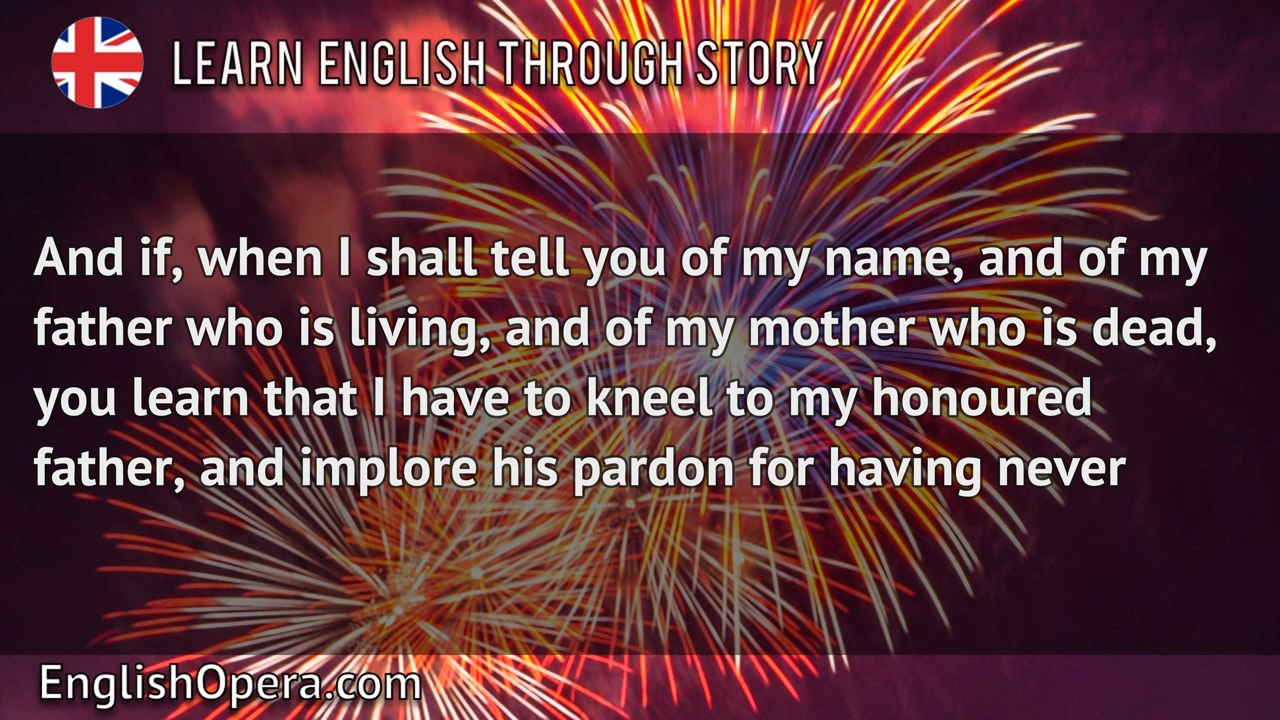 LEARN ENGLISH THROUGH STORY
And if, when I shall tell you of my name, and of my
father who is living, and of my mother who is dead,
you learn that I have to kneel to my honoured
father, and implore his pardon for having never
EnglishOpera.com